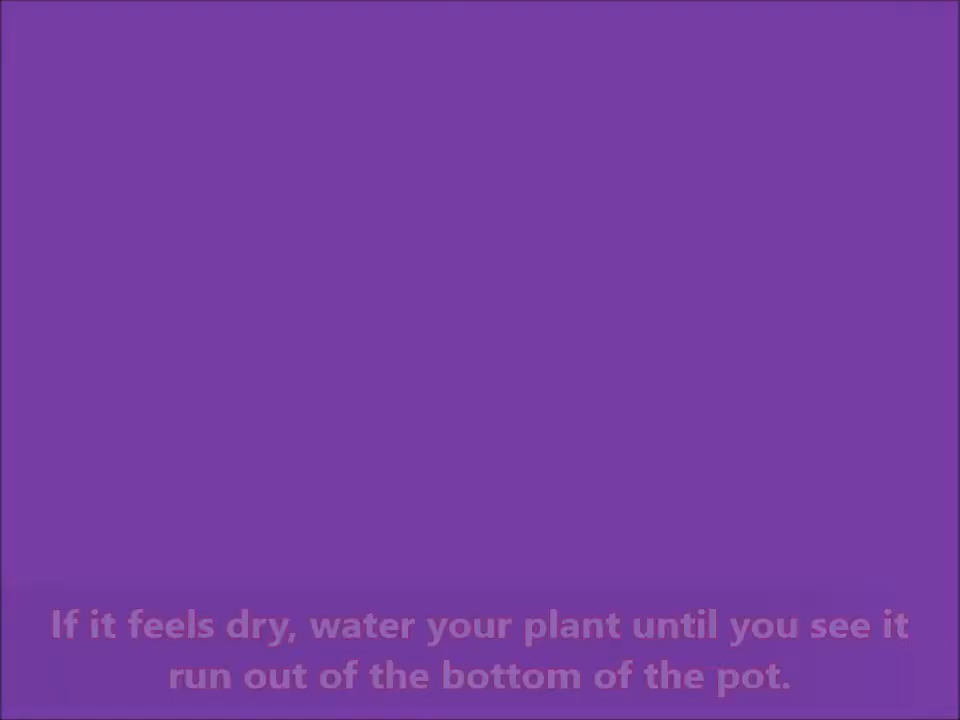 If it feels dry, water your plant until you see it
run out of the bottom of the pot.